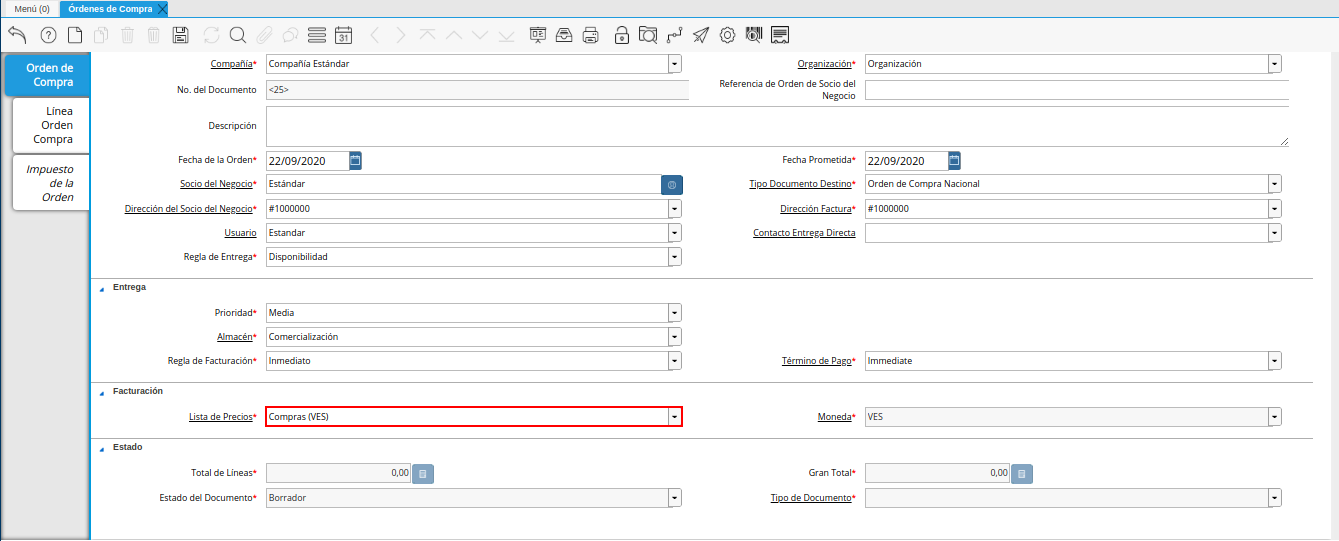 Menú (0) Órdenes de Compra
31
Orden de
Compra
Línea
Orden
Compra
Impuesto
de la
Orden
Compañía* Compañía Estándar Organización* Organización
No. del Documento <25> Referencia de Orden de Socio del
Negocio
Descripción
Fecha de la Orden* 22/09/2020 Fecha Prometida* 22/09/2020
Socio del Negocio* Estándar Tipo Documento Destino* Orden de Compra Nacional
Dirección del Socio del Negocio* #1000000 Dirección Factura* #1000000
Usuario Estandar Contacto Entrega Directa
Regla de Entrega* Disponibilidad
Entrega
Prioridad* Media
Almacén* Comercialización
Regla de Facturación* Inmediato Término de Pago* Immediate
Facturación
Lista de Precios* Compras (VES) Moneda* VES
Estado
Total de Líneas* 0,00 Gran Total* 0,00
Estado del Documento* Borrador Tipo de Documento*